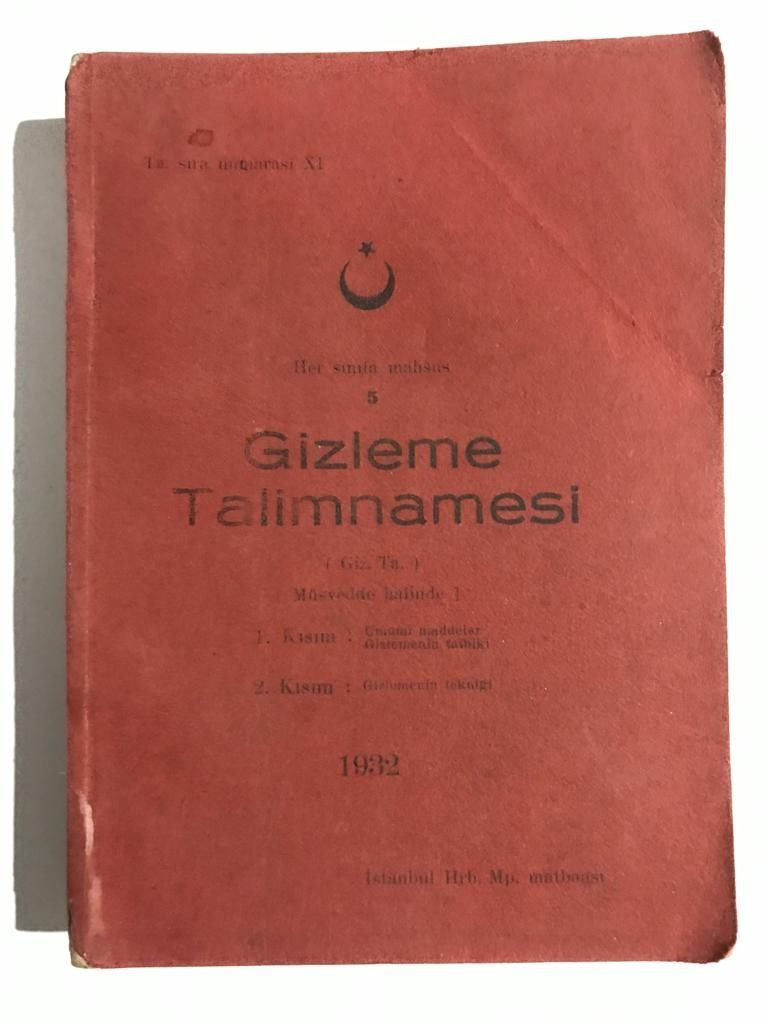 Ta. sıra numarası XI
Her sınıfa mahsus
5
Gizleme
Talimnamesi
( Giz. Ta. )
Müsvedde halinde ]
1. Kısım : Umumî maddeler
Gizlemenin tatbiki
2. Kısım : Gizlemenin tekniği
1932
İstanbul Hrb. Mp. matbaası